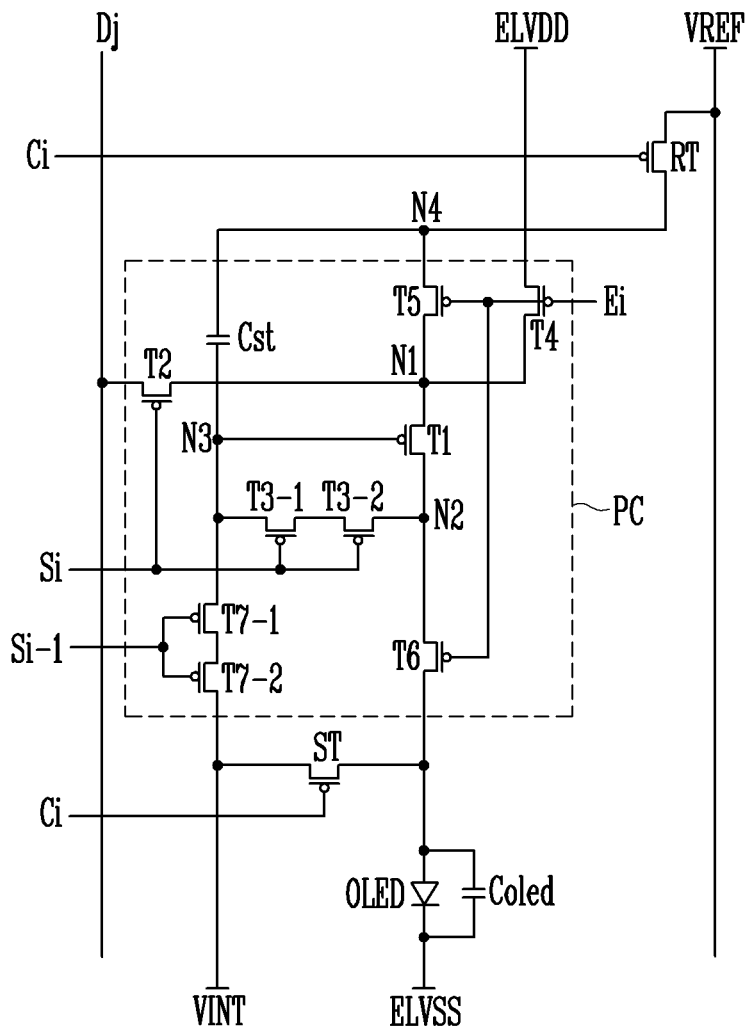 Dj ELVDD VREF
Ci RT
N4
T5 Ei
Cst T4
T2 N1
N3 T1
T3-1 T3-2 N2
PC
Si
T7-1
Si-1 T6
T7-2
ST
Ci
OLED Coled
VINT ELVSS